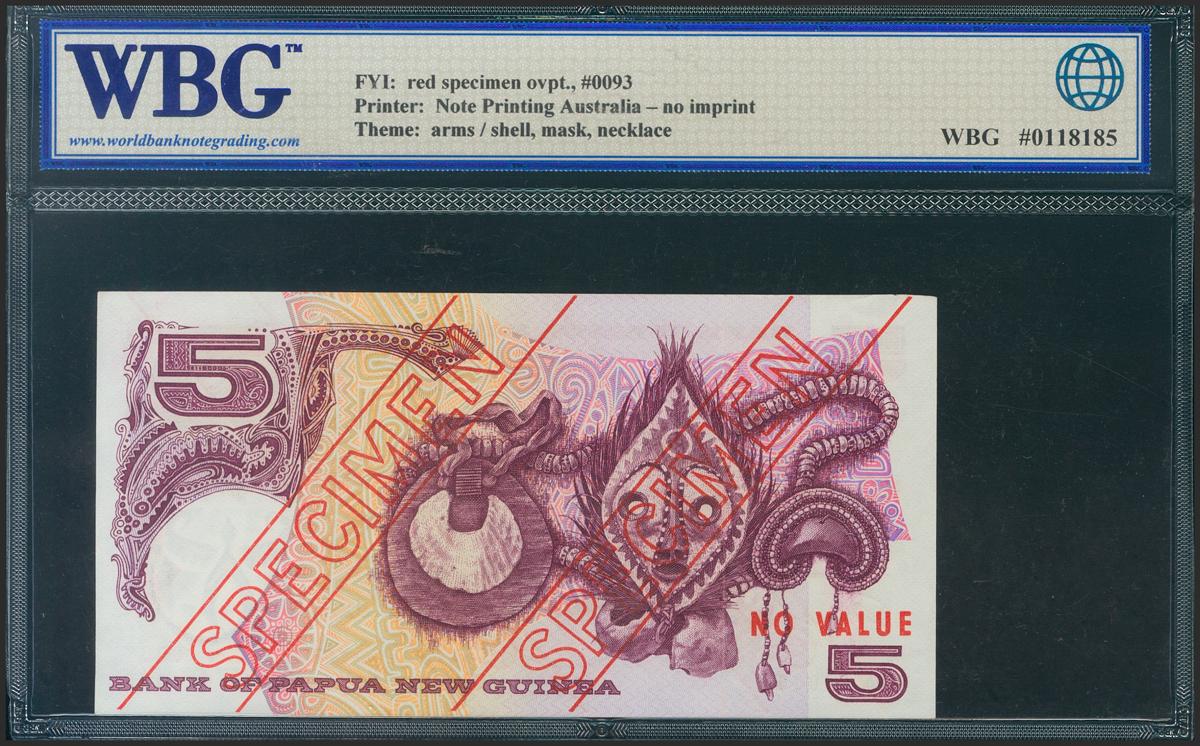 WBG™
www.worldbanknotegrading.com
FYI: red specimen ovpt., #0093
Printer: Note Printing Australia – no imprint
Theme: arms / shell, mask, necklace
WBG #0118185
5
SPECIMEN
SPECIMEN
NO VALUE
5
BANK OF PAPUA NEW GUINEA